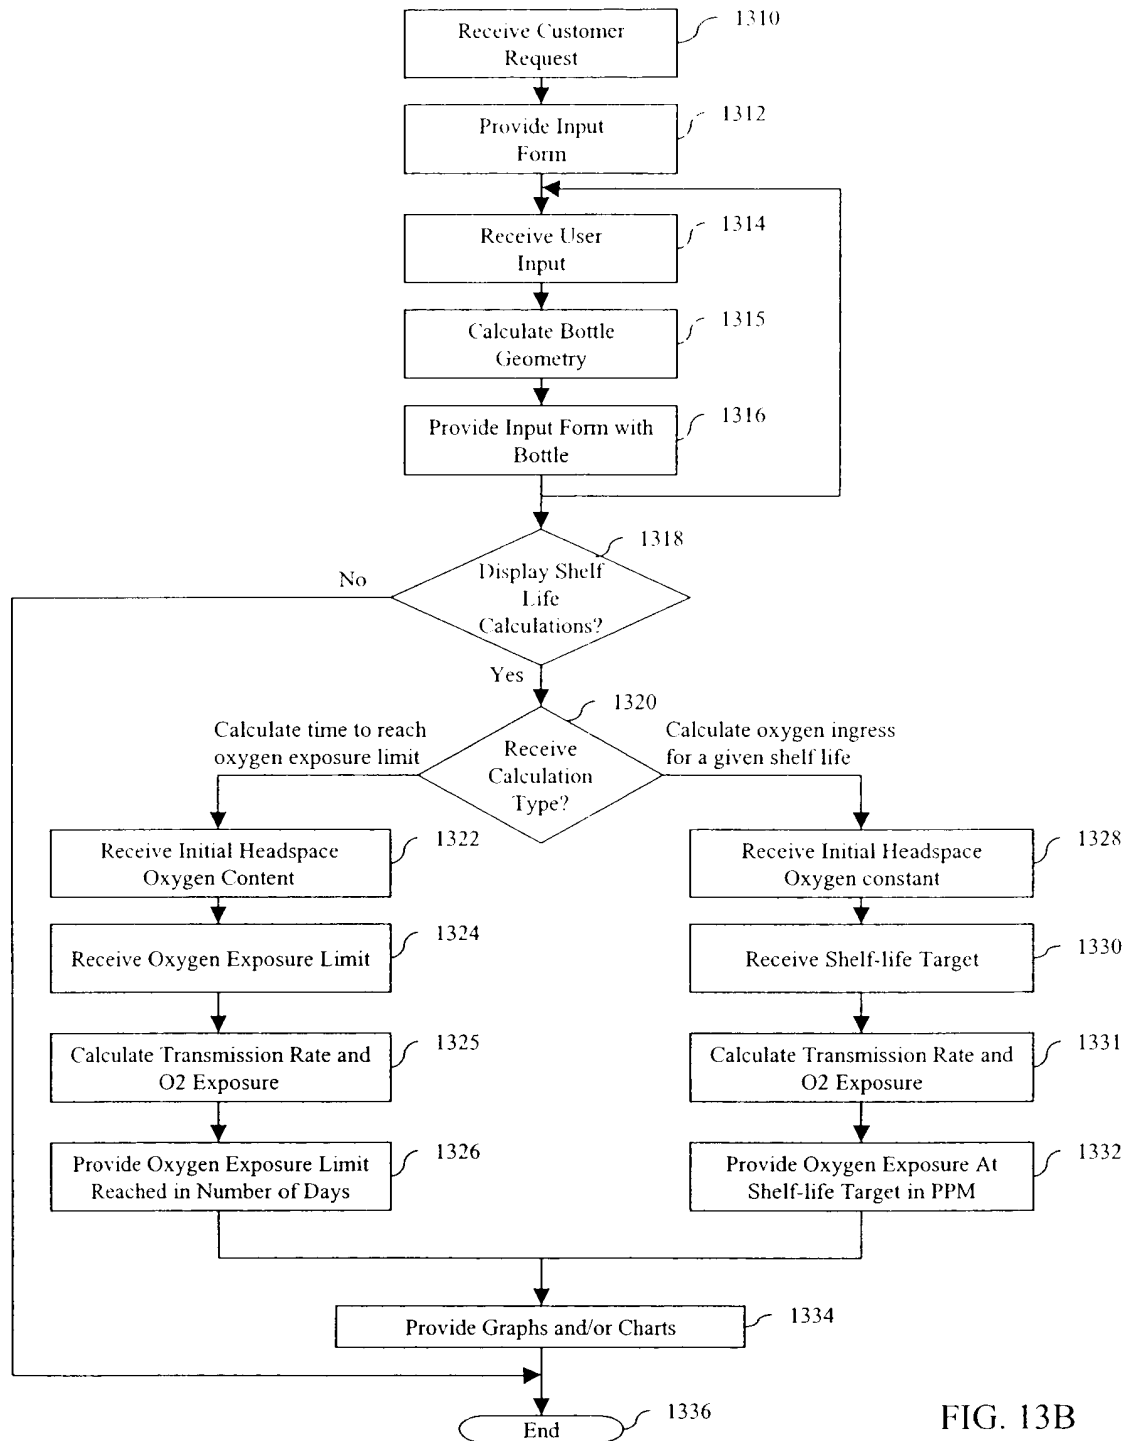 Receive Customer
Request
1310
Provide Input
Form
1312
Receive User
Input
1314
Calculate Bottle
Geometry
1315
Provide Input Form with
Bottle
1316
Display Shelf
Life
Calculations?
1318
No
Yes
1320
Calculate time to reach
oxygen exposure limit
Receive
Calculation
Type?
Calculate oxygen ingress
for a given shelf life
Receive Initial Headspace
Oxygen Content
1322
Receive Initial Headspace
Oxygen constant
1328
Receive Oxygen Exposure Limit
1324
Receive Shelf-life Target
1330
Calculate Transmission Rate and
O2 Exposure
1325
Calculate Transmission Rate and
O2 Exposure
1331
Provide Oxygen Exposure Limit
Reached in Number of Days
1326
Provide Oxygen Exposure At
Shelf-life Target in PPM
1332
Provide Graphs and/or Charts
1334
End
1336
FIG. 13B